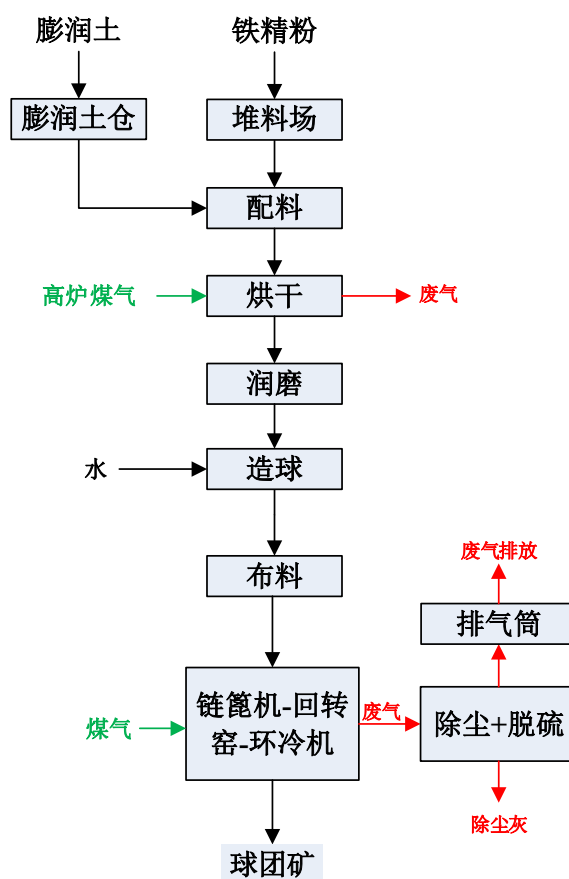 膨润土
铁精粉
膨润土仓
堆料场
配料
高炉煤气
烘干
废气
润磨
水
造球
废气排放
布料
排气筒
链篦机-回转
窑-环冷机
煤气
废气
除尘+脱硫
除尘灰
球团矿